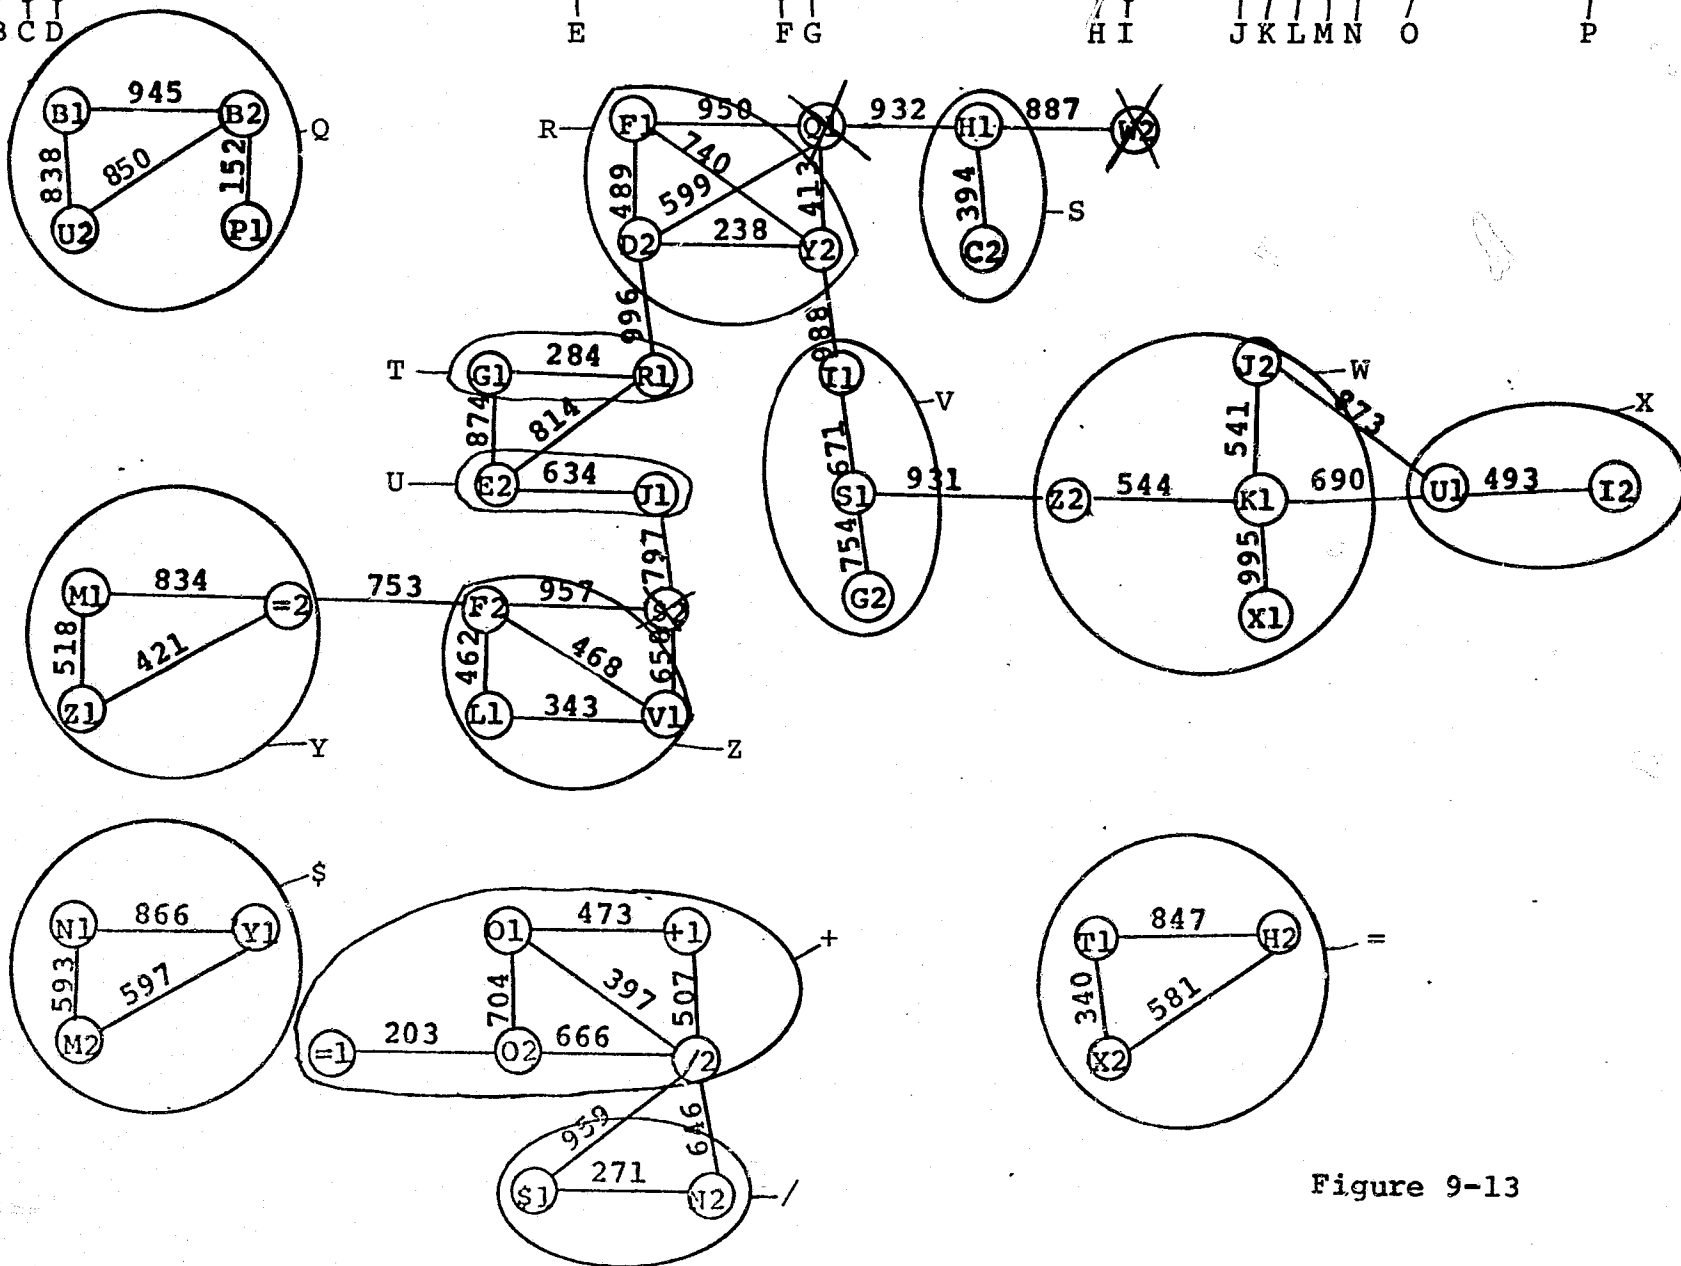 B C D E F G H I J K L M N O P
B1 945 B2 Q R F1 950 Q1 932 H1 887 W2
838 850 152 489 740 599 413 394 S
U2 P1 D2 238 Y2 C2
996 988
T G1 284 R1 I1 V J2 W
874 814 671 541 873 X
U E2 634 J1 S1 931 Z2 544 K1 690 U1 493 I2
797 754 995
M1 834 =2 753 F2 957 S2 G2 X1
518 421 462 468 658
Z1 L1 343 V1
Y Z
$
N1 866 Y1 O1 473 +1 + T1 847 H2 =
593 597 704 397 507 340 581
M2 =1 203 O2 666 /2 X2
959 646
$1 271 N2 /
Figure 9-13